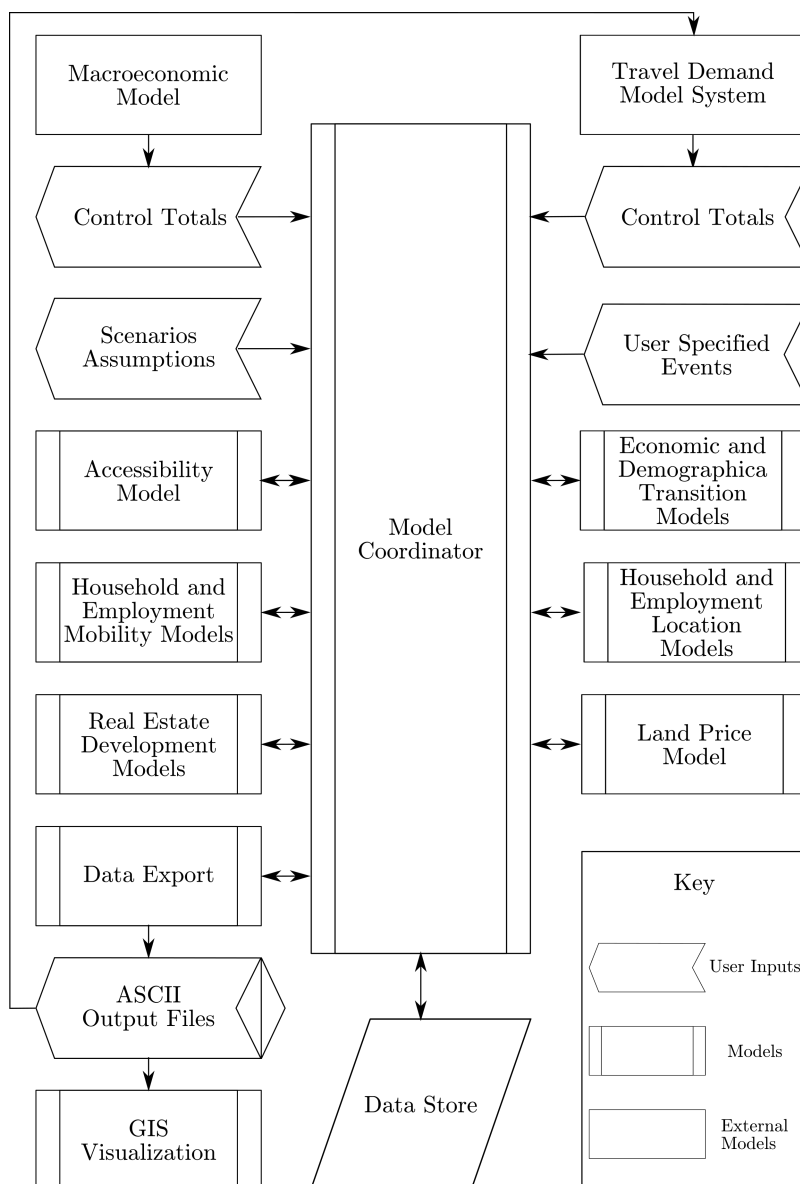 Macroeconomic
Model
Travel Demand
Model System
Control Totals
Control Totals
Scenarios
Assumptions
User Specified
Events
Accessibility
Model
Economic and
Demographica
Transition
Models
Model
Coordinator
Household and
Employment
Mobility Models
Household and
Employment
Location
Models
Real Estate
Development
Models
Land Price
Model
Data Export
Key
ASCII
Output Files
User Inputs
Models
Data Store
GIS
Visualization
External
Models